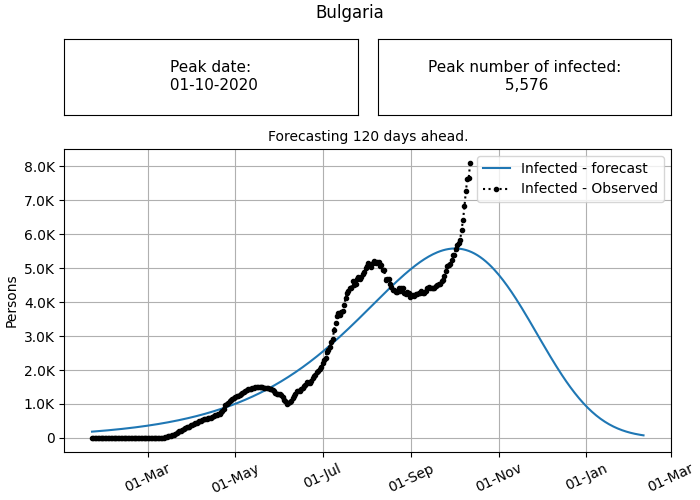 Bulgaria
Peak date:
01-10-2020
Peak number of infected:
5,576
Forecasting 120 days ahead.
Infected - forecast
Infected - Observed
Persons
8.0K
7.0K
6.0K
5.0K
4.0K
3.0K
2.0K
1.0K
0
01-Mar
01-May
01-Jul
01-Sep
01-Nov
01-Jan
01-Mar